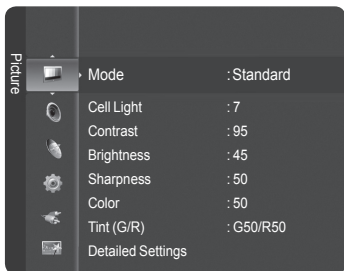 Picture
Mode : Standard
Cell Light : 7
Contrast : 95
Brightness : 45
Sharpness : 50
Color : 50
Tint (G/R) : G50/R50
Detailed Settings